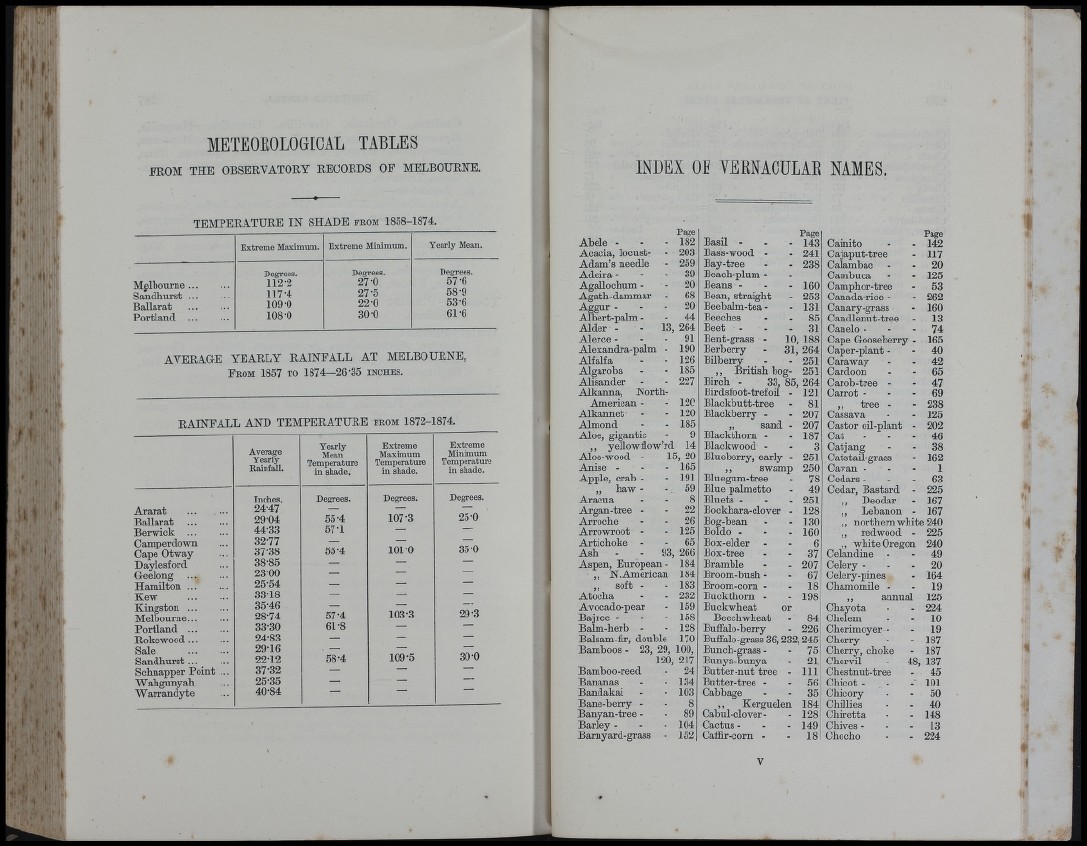 METEOROLOGICAL TABLES
FROM THE OBSERVATORY RECORDS OF MELBOURNE.
TEMPERATURE IN SHADE FROM 1858-1874.
Extreme Maximum. Extreme Minimum. Yearly Mean.
Degrees. Degrees. Degrees.
Melbourne ... ... 112·2 27·0 57·6
Sandhurst ... ... 117·4 27·5 58·9
Ballarat ... ... 109·0 22·0 53·6
Portland ... ... 108·0 30·0 61·6
AVERAGE YEARLY RAINFALL AT MELBOURNE,
FROM 1857 TO 1874—26·35 INCHES.
RAINFALL AND TEMPERATURE FROM 1872-1874.
Average Yearly Rainfall. Yearly Mean Temperature in shade. Extreme Maximum Temperature in shade. Extreme Minimum Temperature in shade.
Inches. Degrees. Degrees. Degrees.
Ararat ... ... 24·47 — — —
Ballarat ... ... 29·04 55·4 107·3 25·0
Berwick ... ... 44·33 57·1 — —
Camperdown ... 32·77 — — —
Cape Otway ... 37·38 55·4 101·0 35·0
Daylesford ... 38·85 — — —
Geelong ... ... 23·00 — — —
Hamilton ... ... 25·54 — — —
Kew ... ... 33·18 — — —
Kingston ... ... 35·46 — — —
Melbourne... ... 28·74 57·4 103·3 29·3
Portland ... ... 33·30 61·8 — —
Rokewood ... ... 24·83 — — —
Sale ... ... 29·16 — — —
Sandhurst ... ... 22·12 58·4 109·5 30·0
Schnapper Point ... 37·32 — — —
Wahgunyah ... 25·35 — — —
Warrandyte ... 40·84 — — —
INDEX OF VERNACULAR NAMES.
Page
Abele - - - 182
Acacia, locust- - 203
Adam's needle - 259
Adeira - - - 39
Agallochum - - 20
Agath-dammar - 68
Aggur - - - 20
Albert-palm - - 44
Alder - - 13, 264
Alerce - - - 91
Alexandra-palm - 190
Alfalfa - - 126
Algaroba - - 185
Alisander - - 227
Alkanna, North-
American - - 120
Alkannet - - 120
Almond - - 185
Aloe, gigantic - 9
,, yellowflow'rd 14
Aloe-wood - 15, 20
Anise - - - 165
Apple, crab - - 191
,, haw - - 59
Aracua - - 8
Argan-tree - - 22
Arroche - - 26
Arrowroot - - 125
Artichoke - - 65
Ash - - 93, 266
Aspen, European - 184
,, N.American 184
,, soft - - 183
Atocha - - 232
Avocado-pear - 159
Bajree - - - 158
Balm-herb - - 128
Balsam-fir, double 170
Bamboos - 23, 29, 100,
120, 217
Bamboo-reed - 24
Bananas - - 134
Bandakai - - 103
Bane-berry - - 8
Banyan-tree - - 89
Barley - - - 104
Barnyard-grass - 152
Page
Basil - - - 143
Bass-wood - - 241
Bay-tree - - 238
Beach-plum - -
Beans - - - 160
Bean, straight - 253
Beebalm-tea - - 131
Beeches - - 85
Beet - - - 31
Bent-grass - 10, 188
Berberry - 31, 264
Bilberry - - 251
,, British bog- 251
Birch - 33, 85, 264
Birdsfoot-trefoil - 121
Blackbutt-tree - 81
Blackberry - - 207
,, sand - 207
Blackthorn - - 187
Blackwood - - 3
Blueberry, early - 251
,, swamp 250
Bluegum-tree - 78
Blue palmetto - 49
Bluets - - - 251
Bockhara-clover - 128
Bog-bean - - 130
Boldo - - - 160
Box-elder - - 6
Box-tree - - 37
Bramble - - 207
Broom-bush - - 67
Broom-corn - - 18
Buckthorn - - 198
Buckwheat or
Beechwheat - 84
Buffalo-berry - 226
Buffalo-grass 36, 232, 245
Bunch-grass - - 75
Bunya-bunya - 21
Butter-nut tree - 111
Butter-tree - - 56
Cabbage - - 35
,, Kerguelen 184
Cabul-clover - - 128
Cactus - - - 149
Caffir-corn - - 18
Page
Cainito - - 142
Cajaput-tree - 117
Calambac - - 20
Cambuca - - 125
Camphor-tree - 53
Canada-rice - - 262
Canary-grass - 160
Candlenut-tree - 13
Canelo - - - 74
Cape Gooseberry - 165
Caper-plant - - 40
Caraway - - 42
Cardoon - - 65
Carob-tree - - 47
Carrot - - - 69
,, tree - - 238
Cassava - - 125
Castor oil-plant - 202
Cas - - - 46
Catjang - - 38
Catstail-grass - 162
Cavan - - - 1
Cedars - - - 63
Cedar, Bastard - 225
,, Deodar - 167
,, Lebanon - 167
,, northern white 240
,, redwood - 225
,, white Oregon 240
Celandine - - 49
Celery - - - 20
Celery-pines - 164
Chamomile - - 19
,, annual 125
Chayota - - 224
Chelem - - 10
Cherimoyer - - 19
Cherry - - 187
Cherry, choke - 187
Chervil - 48, 137
Chestnut-tree - 45
Chicot - - - 101
Chicory - - 50
Chillies - - 40
Chiretta - - 148
Chives - - - 13
Chocho - - 224
V